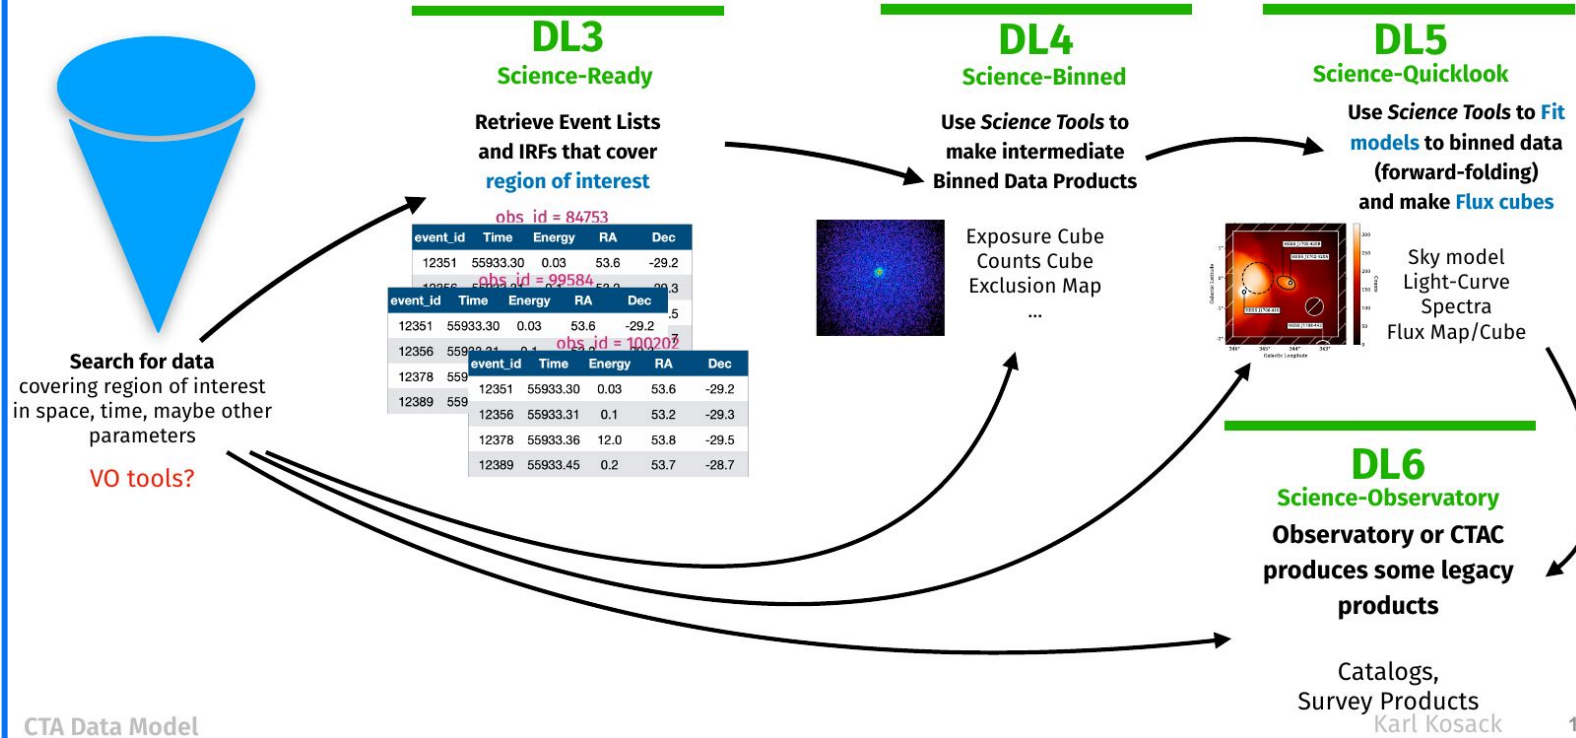 DL3
Science-Ready
Retrieve Event Lists
and IRFs that cover
region of interest
obs_id = 84753
event_id Time Energy RA Dec
12351 55933.30 0.03 53.6 -29.2
obs_id = 99584
event_id Time Energy RA Dec
12351 55933.30 0.03 53.6 -29.2
12356
12378 559
12389 559
obs_id = 100202
event_id Time Energy RA Dec
12351 55933.30 0.03 53.6 -29.2
12356 55933.31 0.1 53.2 -29.3
12378 55933.36 12.0 53.8 -29.5
12389 55933.45 0.2 53.7 -28.7
Search for data
covering region of interest
in space, time, maybe other
parameters
VO tools?
DL4
Science-Binned
Use Science Tools to
make intermediate
Binned Data Products
Exposure Cube
Counts Cube
Exclusion Map
...
DL5
Science-Quicklook
Use Science Tools to Fit
models to binned data
(forward-folding)
and make Flux cubes
Galactic Longitude
Sky model
Light-Curve
Spectra
Flux Map/Cube
DL6
Science-Observatory
Observatory or CTAC
produces some legacy
products
Catalogs,
Survey Products
CTA Data Model
Karl Kosack
1